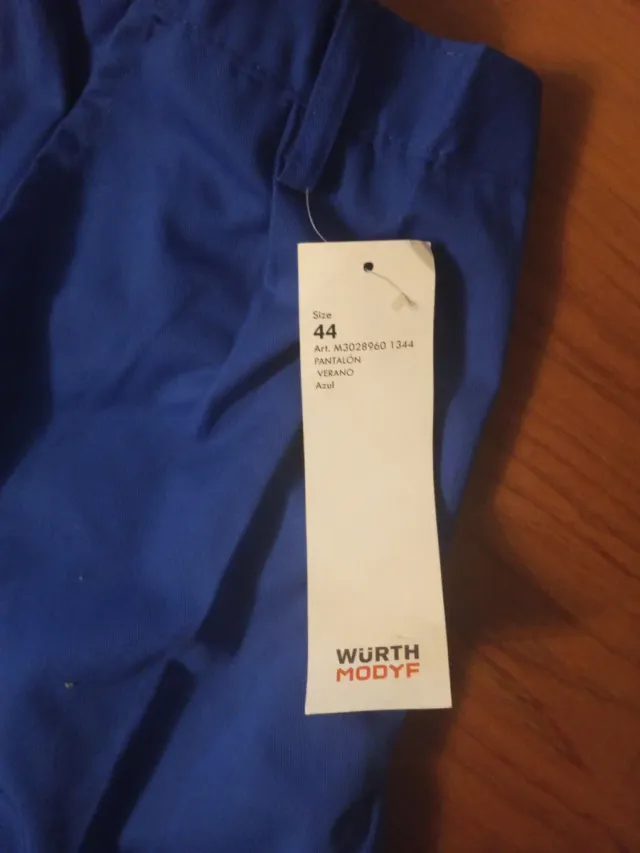 Size
44
Art. M3028960 1344
PANTALÓN
VERANO
Azul
WÜRTH
MODYF